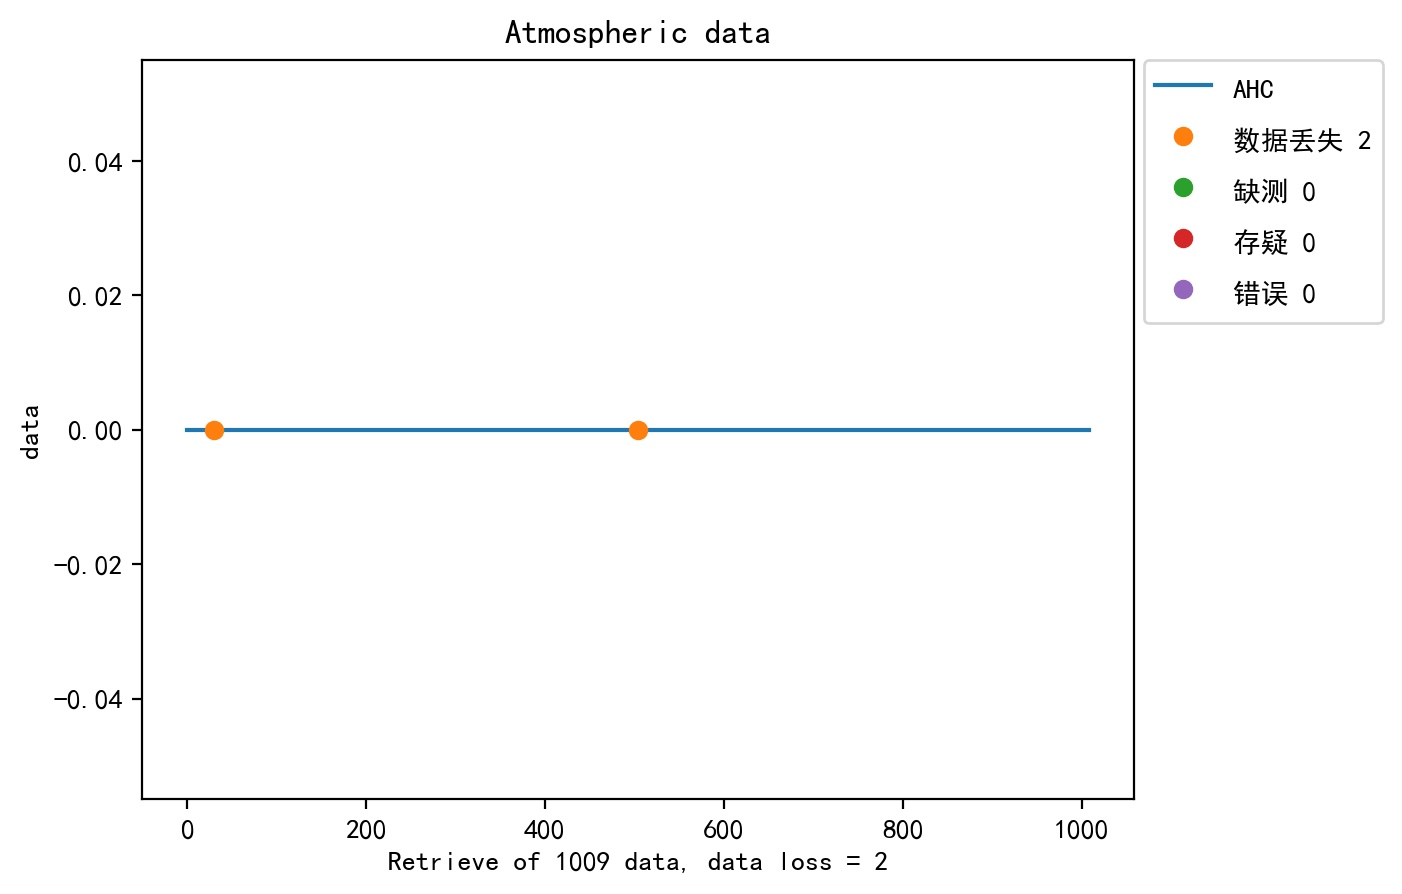 Atmospheric data
AHC
数据丢失 2
缺测 0
存疑 0
错误 0
0.04
0.02
0.00
-0.02
-0.04
data
0 200 400 600 800 1000
Retrieve of 1009 data, data loss = 2